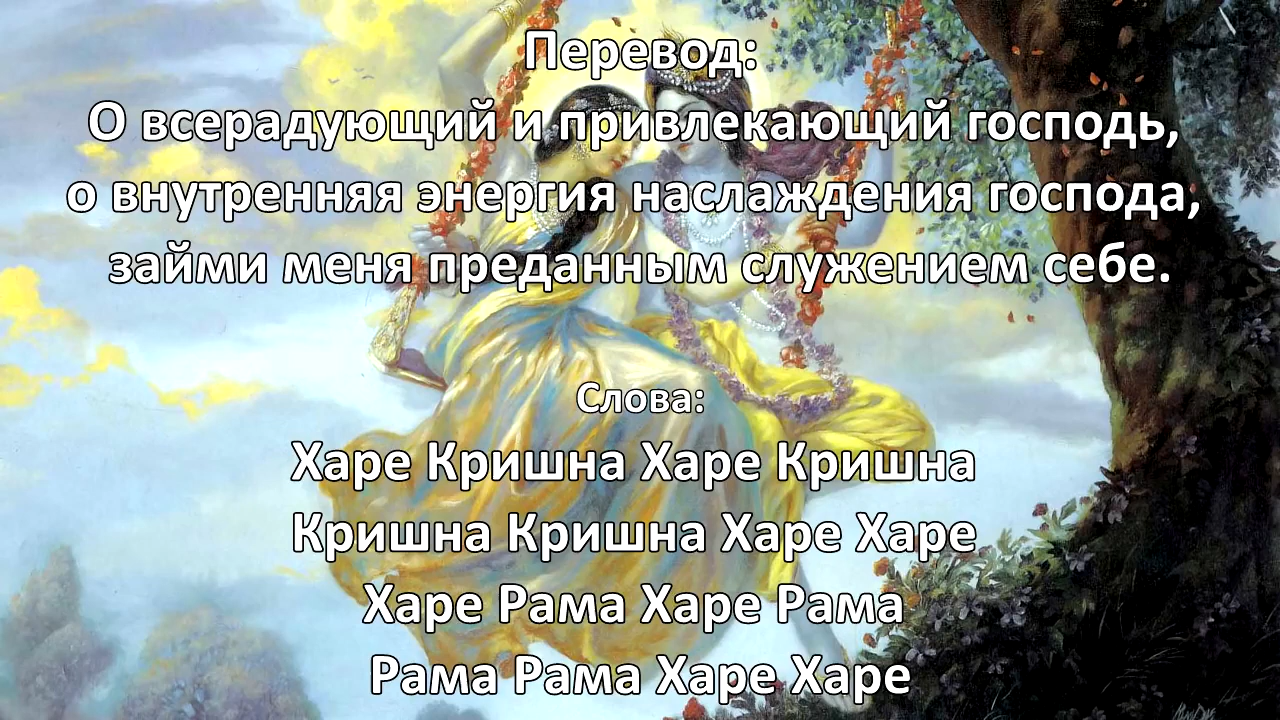 Перевод:
О всерадующий и привлекающий господь,
о внутренняя энергия наслаждения господа,
займи меня преданным служением себе.
Слова:
Харе Кришна Харе Кришна
Кришна Кришна Харе Харе
Харе Рама Харе Рама
Рама Рама Харе Харе